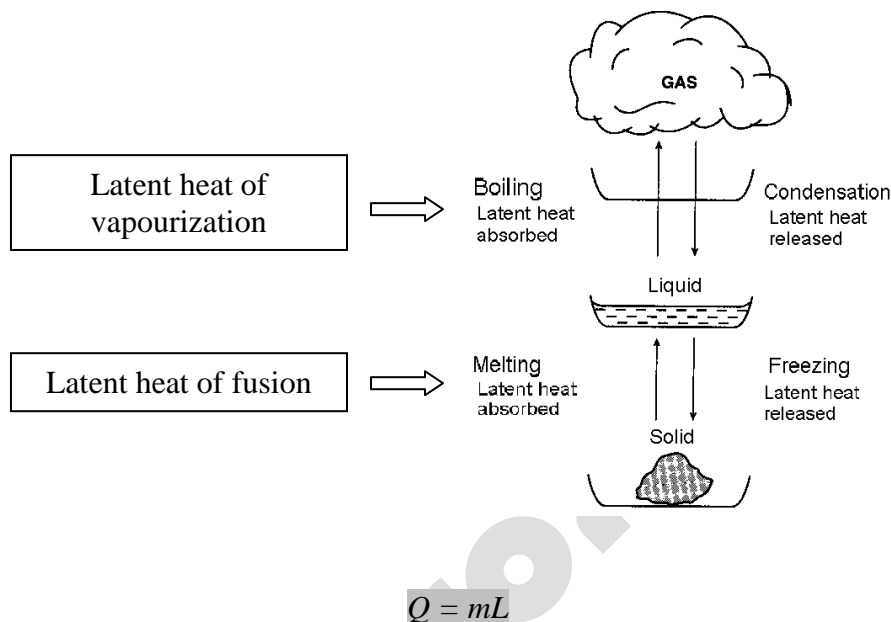 GAS
Latent heat of
vapourization
Boiling
Latent heat
absorbed
Condensation
Latent heat
released
Liquid
Latent heat of fusion
Melting
Latent heat
absorbed
Freezing
Latent heat
released
Solid
Q = mL